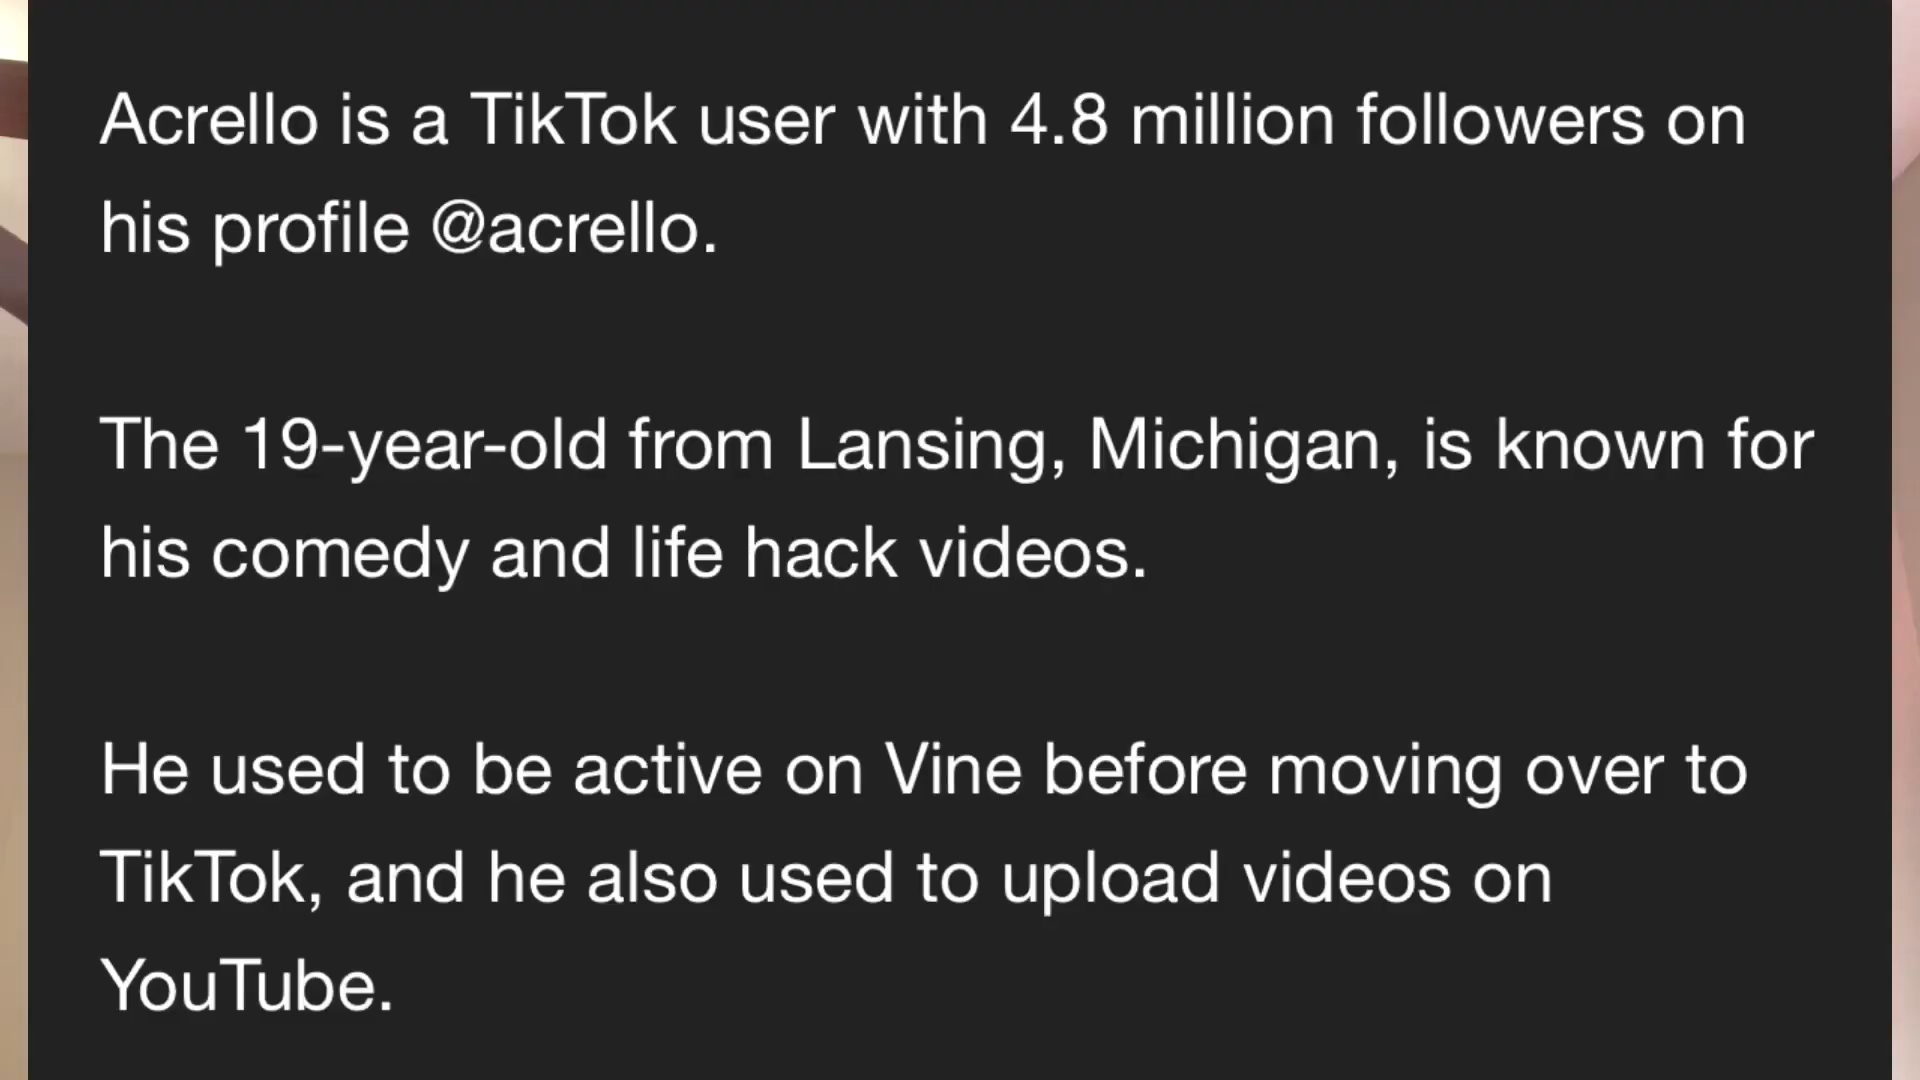 Acrello is a TikTok user with 4.8 million followers on
his profile @acrello.
The 19-year-old from Lansing, Michigan, is known for
his comedy and life hack videos.
He used to be active on Vine before moving over to
TikTok, and he also used to upload videos on
YouTube.